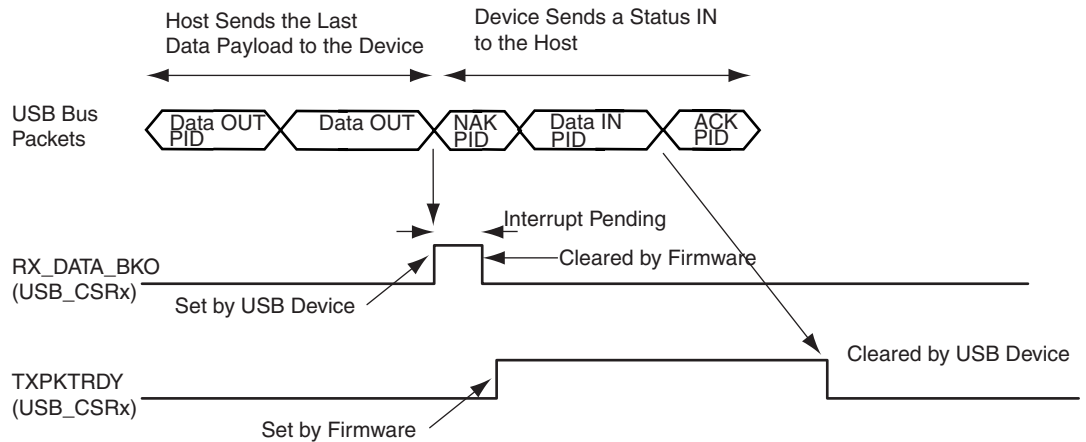 Host Sends the Last
Data Payload to the Device
Device Sends a Status IN
to the Host
USB Bus
Packets
Data OUT
PID
Data OUT
NAK
PID
Data IN
PID
ACK
PID
Interrupt Pending
RX_DATA_BKO
(USB_CSRx)
Cleared by Firmware
Set by USB Device
Cleared by USB Device
TXPKTRDY
(USB_CSRx)
Set by Firmware